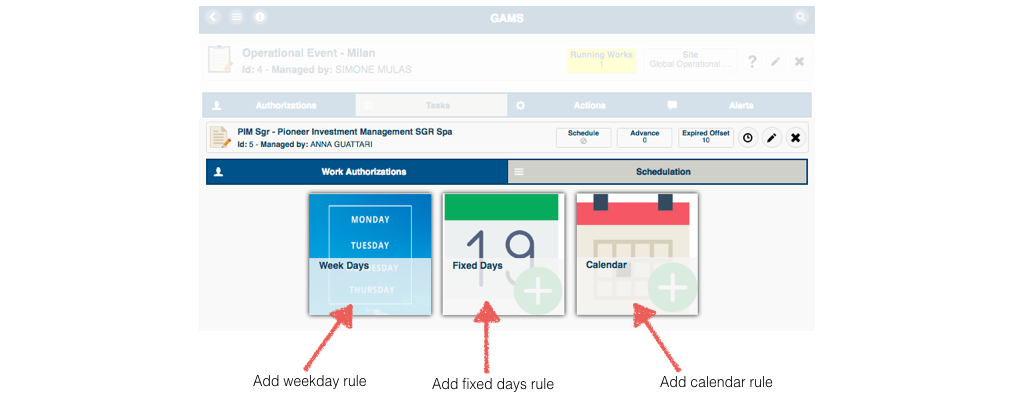 GAMS
Operational Event - Milan
Id: 4 - Managed by: SIMONE MULAS
Running Works
1
Site
Global Operational ...
?
Authorizations
Tasks
Actions
Alerts
PIM Sgr - Pioneer Investment Management SGR Spa
Id: 5 - Managed by: ANNA GUATTARI
Schedule
Advance
0
Expired Offset
10
Work Authorizations
Schedulation
MONDAY
TUESDAY
WEDNESDAY
THURSDAY
Week Days
19
Fixed Days
Calendar
Add weekday rule
Add fixed days rule
Add calendar rule